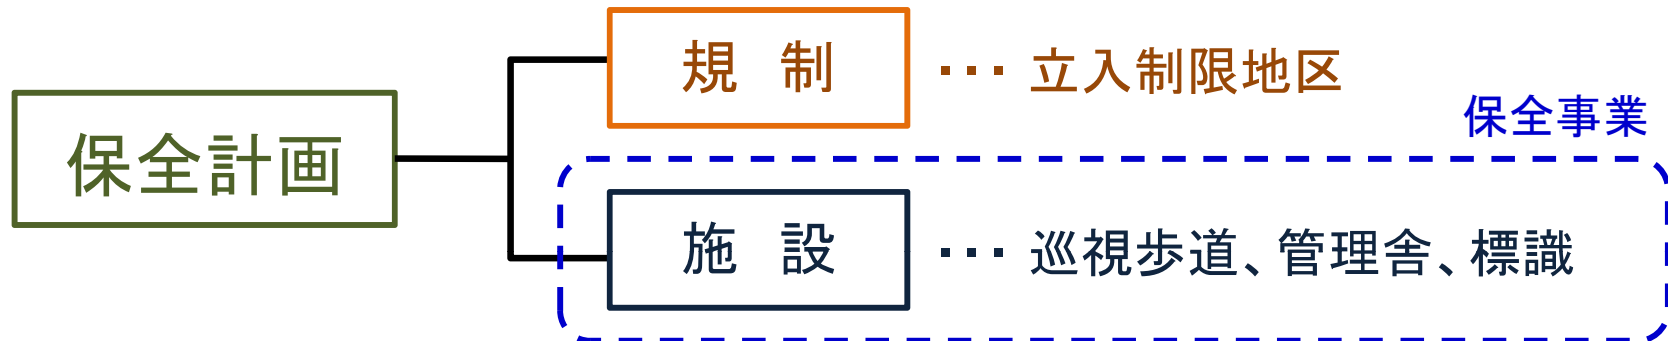 保全計画
規 制
・・・ 立入制限地区
保全事業
施 設
・・・ 巡視歩道、管理舎、標識